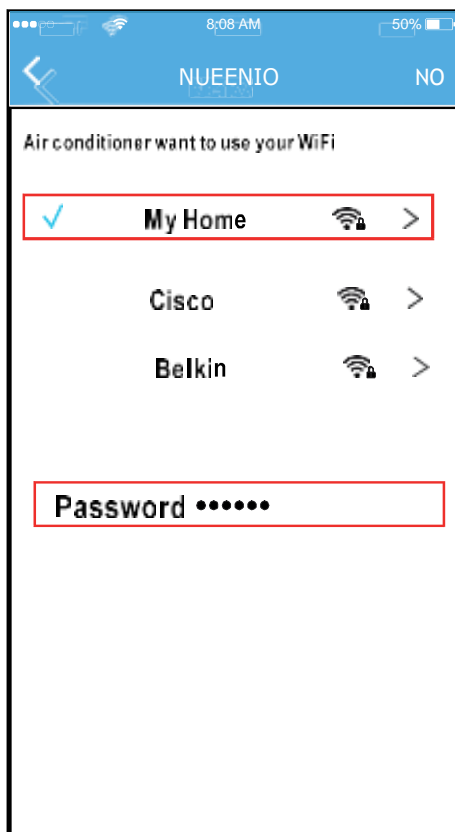 8:08 AM 50%
NUEENIO NO
Air conditioner want to use your WiFi
My Home
Cisco
Belkin
Password ••••••